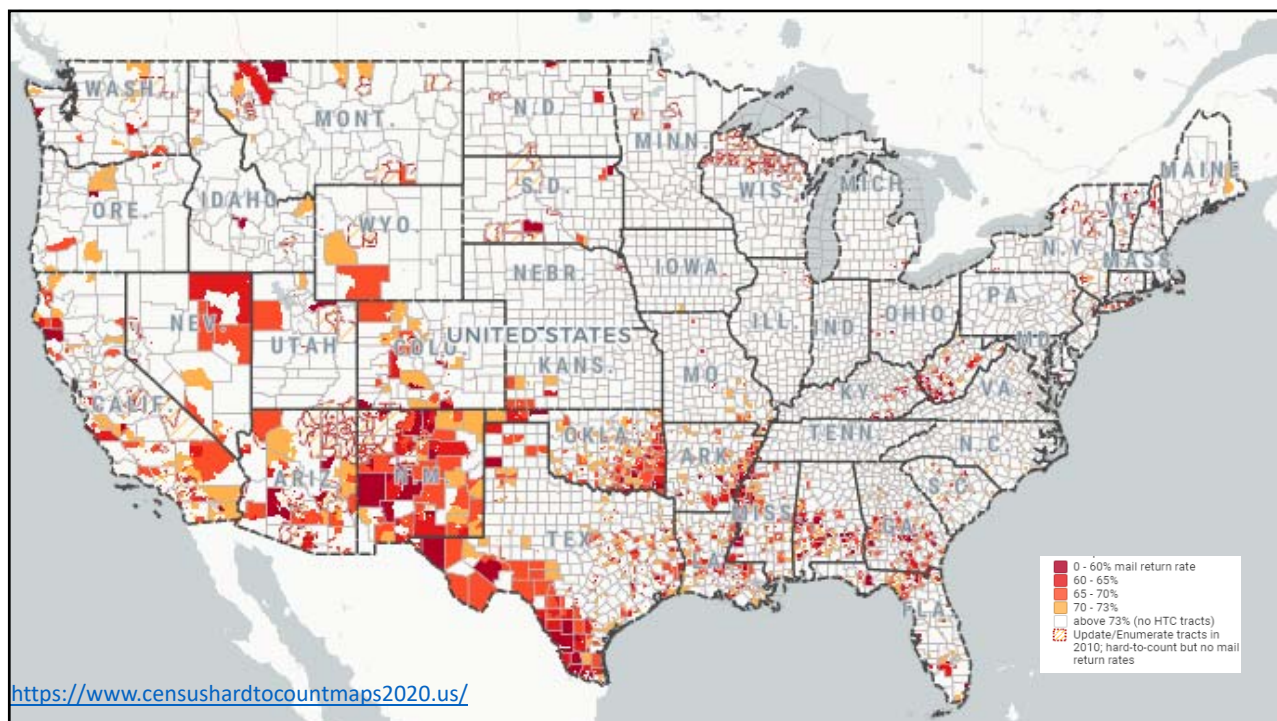 WASH.
MONT.
N.D.
MINN
MAINE
ORE.
IDAHO
S.D.
WIS.
MICH
VT.
WYO.
N.Y
MASS
NEBR.
IOWA
PA.
NEV.
UTAH
UNITED STATES
ILL.
IND.
OHIO
MD.
COLO.
KANS.
MO
VA
CALIF
KY
ARIZ
N.M.
OKLA
ARK
TENN.
N.C
S.C
TEX
MISS
GA.
LA
FLA.
0 - 60% mail return rate
60 - 65%
65 - 70%
70 - 73%
above 73% (no HTC tracts)
Update/Enumerate tracts in
2010; hard-to-count but no mail
return rates
https://www.censushardtocountmaps2020.us/